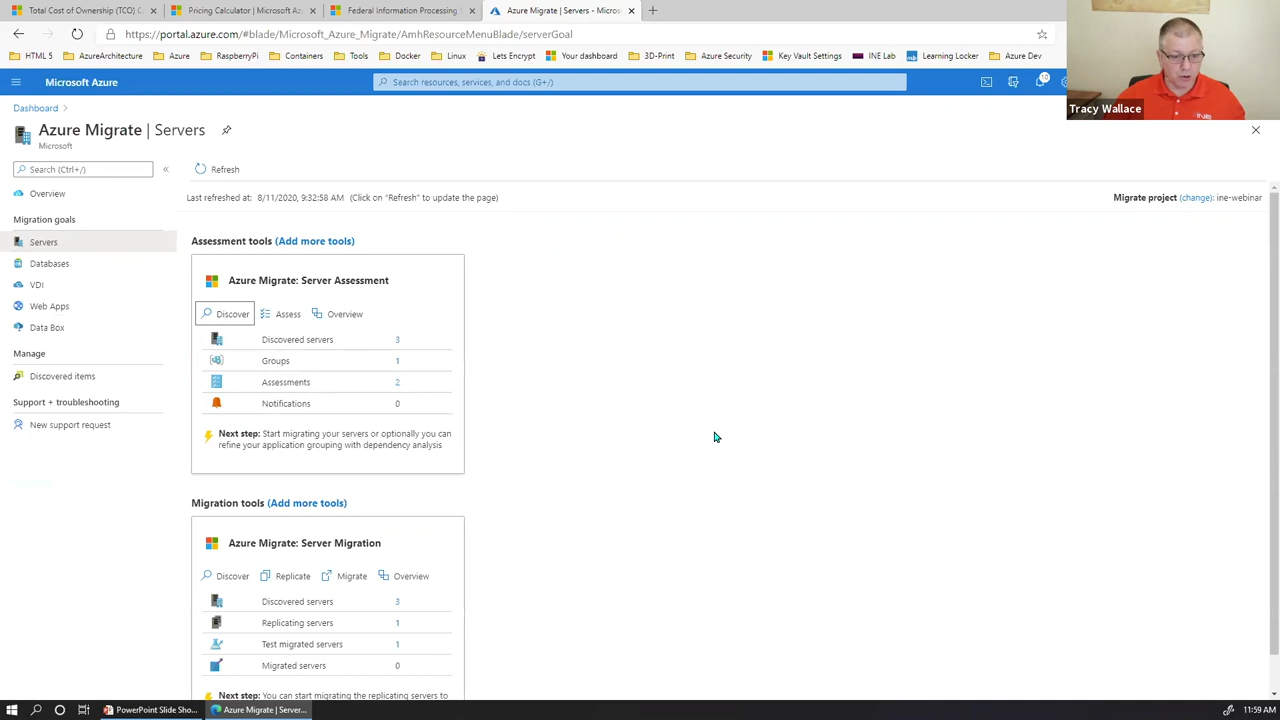 Total Cost of Ownership (TCO) C
Pricing Calculator | Microsoft Az
Federal Information Processing
Azure Migrate | Servers - Micros
https://portal.azure.com/#blade/Microsoft_Azure_Migrate/AmhResourceMenuBlade/serverGoal
HTML 5
AzureArchitecture
Azure
RaspberryPi
Containers
Tools
Docker
Linux
Lets Encrypt
Your dashboard
3D-Print
Azure Security
Key Vault Settings
INE Lab
Learning Locker
Azure Dev
Microsoft Azure
Search resources, services, and docs (G+/)
10
Tracy Wallace
INE
Dashboard >
Azure Migrate | Servers
Microsoft
Search (Ctrl+/)
«
Refresh
Overview
Last refreshed at: 8/11/2020, 9:32:58 AM (Click on "Refresh" to update the page)
Migrate project (change): ine-webinar
Migration goals
Servers
Databases
VDI
Web Apps
Data Box
Manage
Discovered items
Support + troubleshooting
New support request
Assessment tools (Add more tools)
Azure Migrate: Server Assessment
Discover
Assess
Overview
Discovered servers 3
Groups 1
Assessments 2
Notifications 0
Next step: Start migrating your servers or optionally you can
refine your application grouping with dependency analysis
Migration tools (Add more tools)
Azure Migrate: Server Migration
Discover
Replicate
Migrate
Overview
Discovered servers 3
Replicating servers 1
Test migrated servers 1
Migrated servers 0
Next step: You can start migrating the replicating servers to
PowerPoint Slide Sho...
Azure Migrate | Server...
11:59 AM